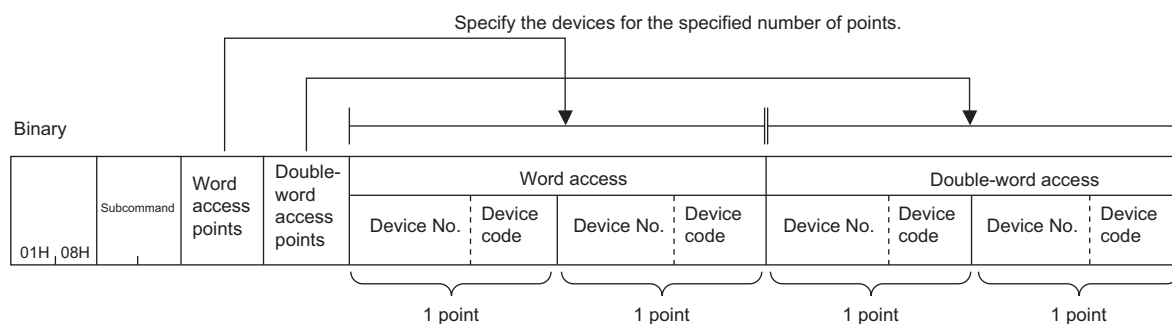 Specify the devices for the specified number of points.
Binary
01H 08H
Subcommand
Word
access
points
Double-
word
access
points
Word access
Double-word access
Device No.
Device
code
Device No.
Device
code
Device No.
Device
code
Device No.
Device
code
1 point
1 point
1 point
1 point